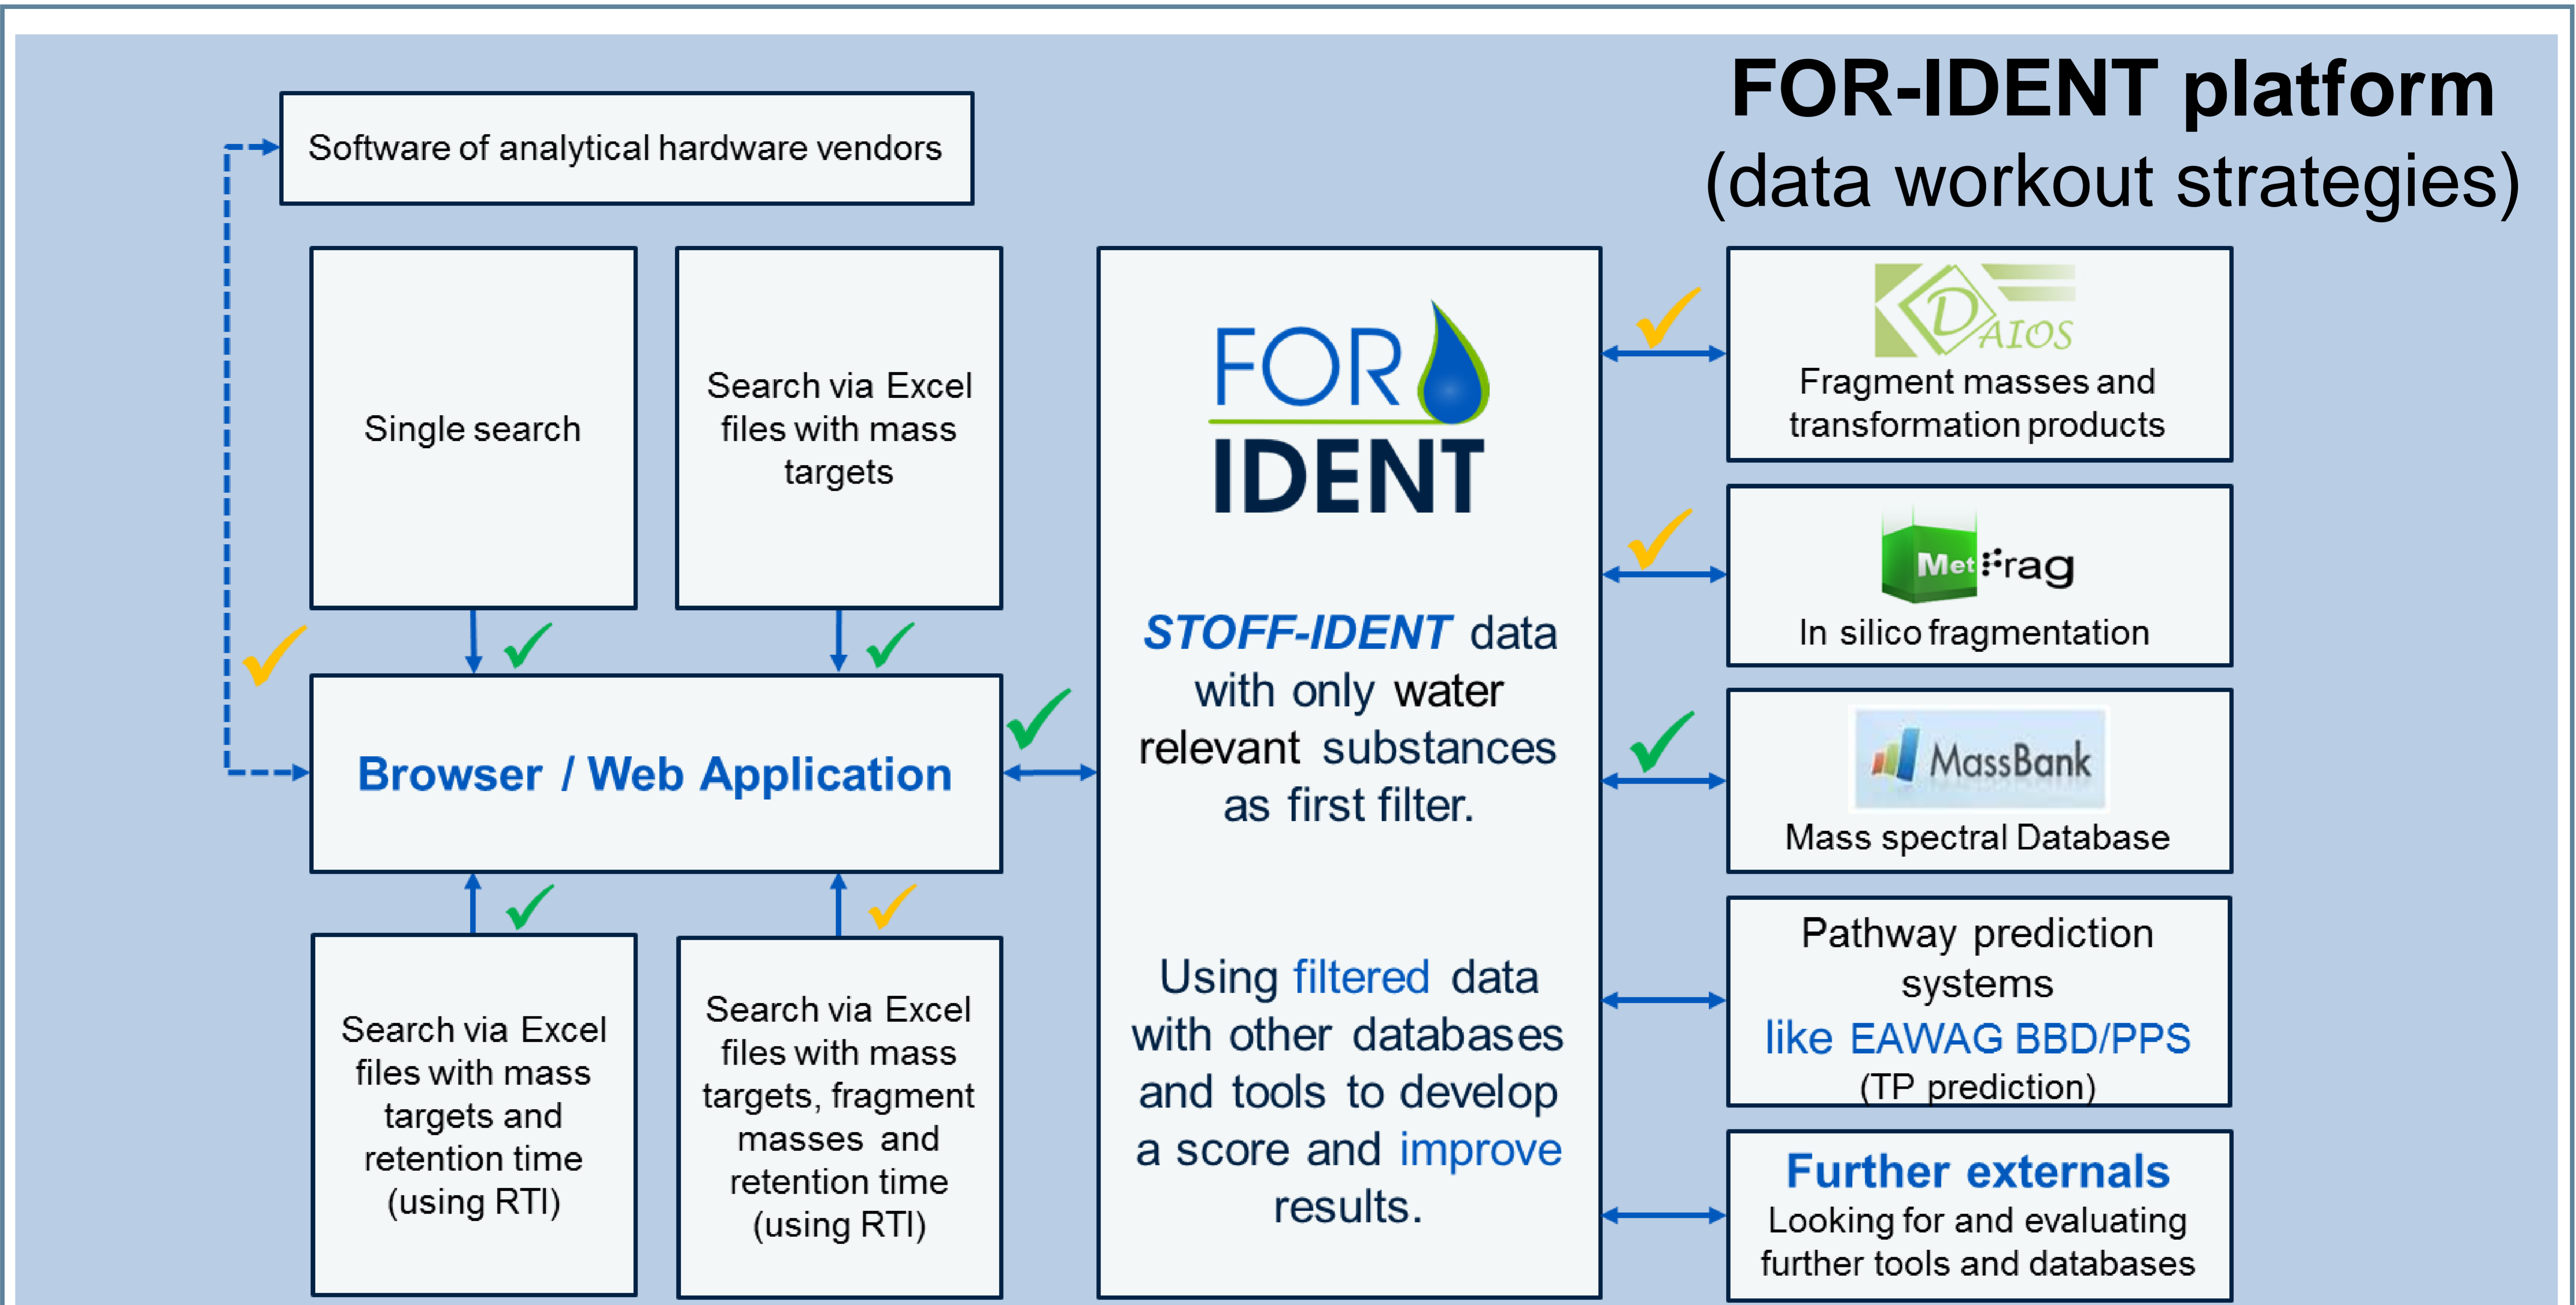 FOR-IDENT platform
(data workout strategies)
Software of analytical hardware vendors
Single search
Search via Excel
files with mass
targets
Browser / Web Application
Search via Excel
files with mass
targets and
retention time
(using RTI)
Search via Excel
files with mass
targets, fragment
masses and
retention time
(using RTI)
FOR
IDENT
STOFF-IDENT data
with only water
relevant substances
as first filter.
Using filtered data
with other databases
and tools to develop
a score and improve
results.
DAIOS
Fragment masses and
transformation products
MetFrag
In silico fragmentation
MassBank
Mass spectral Database
Pathway prediction
systems
like EAWAG BBD/PPS
(TP prediction)
Further externals
Looking for and evaluating
further tools and databases